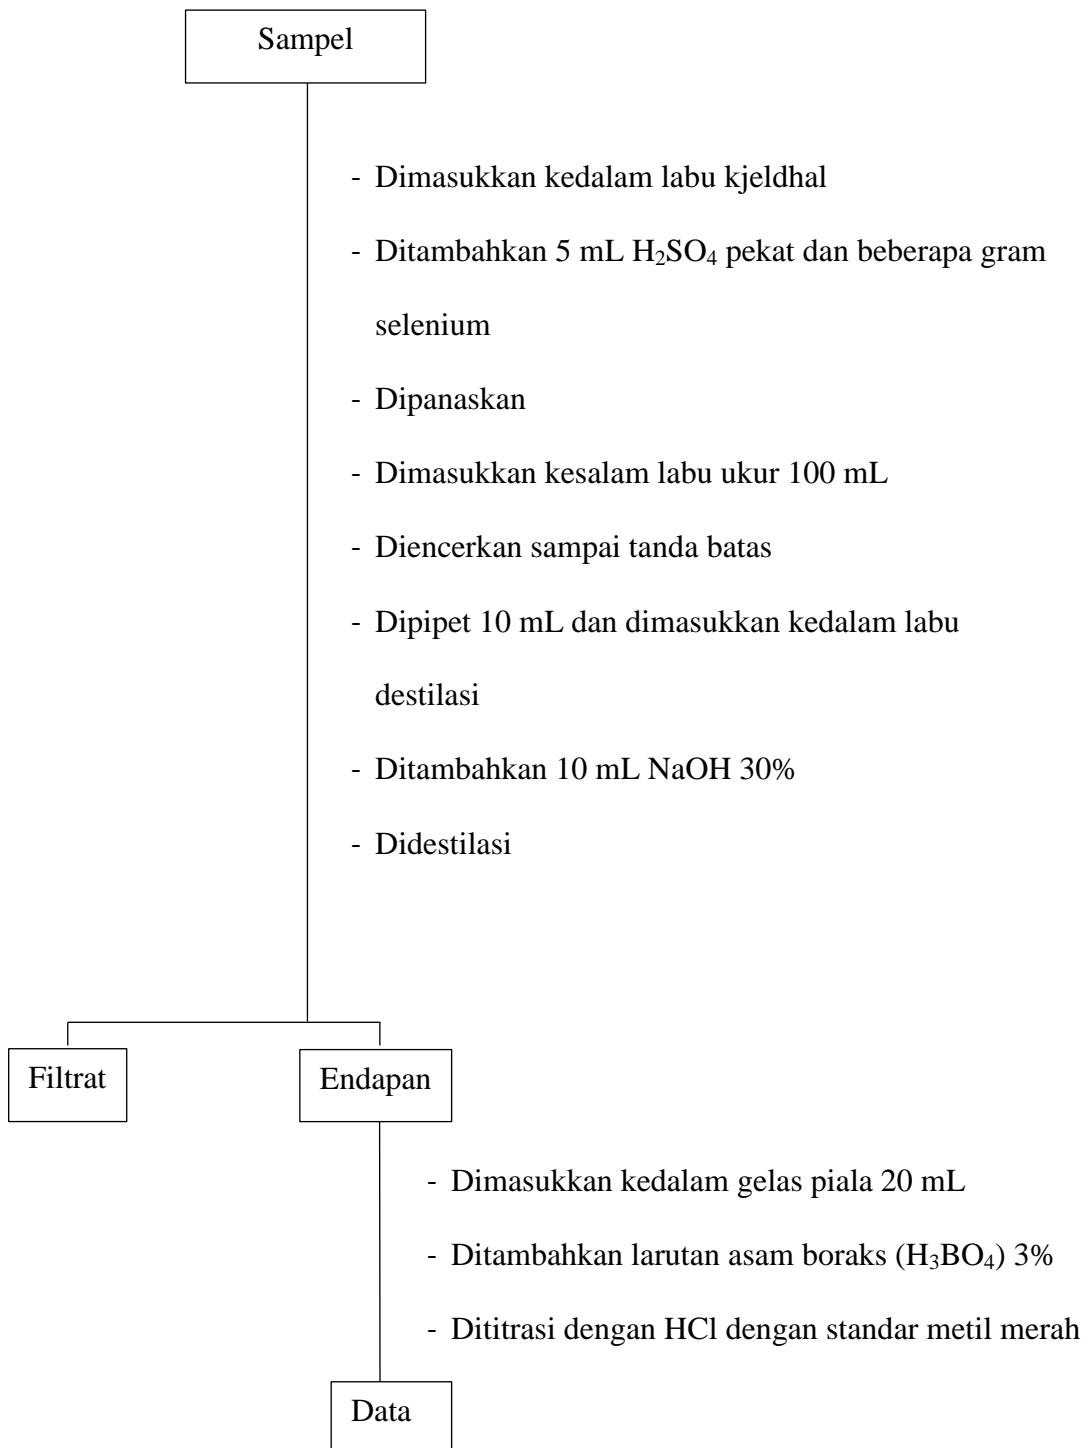 Sampel
- Dimasukkan kedalam labu kjeldhal
- Ditambahkan 5 mL H₂SO₄ pekat dan beberapa gram
selenium
- Dipanaskan
- Dimasukkan kesalam labu ukur 100 mL
- Diencerkan sampai tanda batas
- Dipipet 10 mL dan dimasukkan kedalam labu
destilasi
- Ditambahkan 10 mL NaOH 30%
- Didestilasi
Filtrat
Endapan
- Dimasukkan kedalam gelas piala 20 mL
- Ditambahkan larutan asam boraks (H₃BO₄) 3%
- Dititrasi dengan HCl dengan standar metil merah
Data